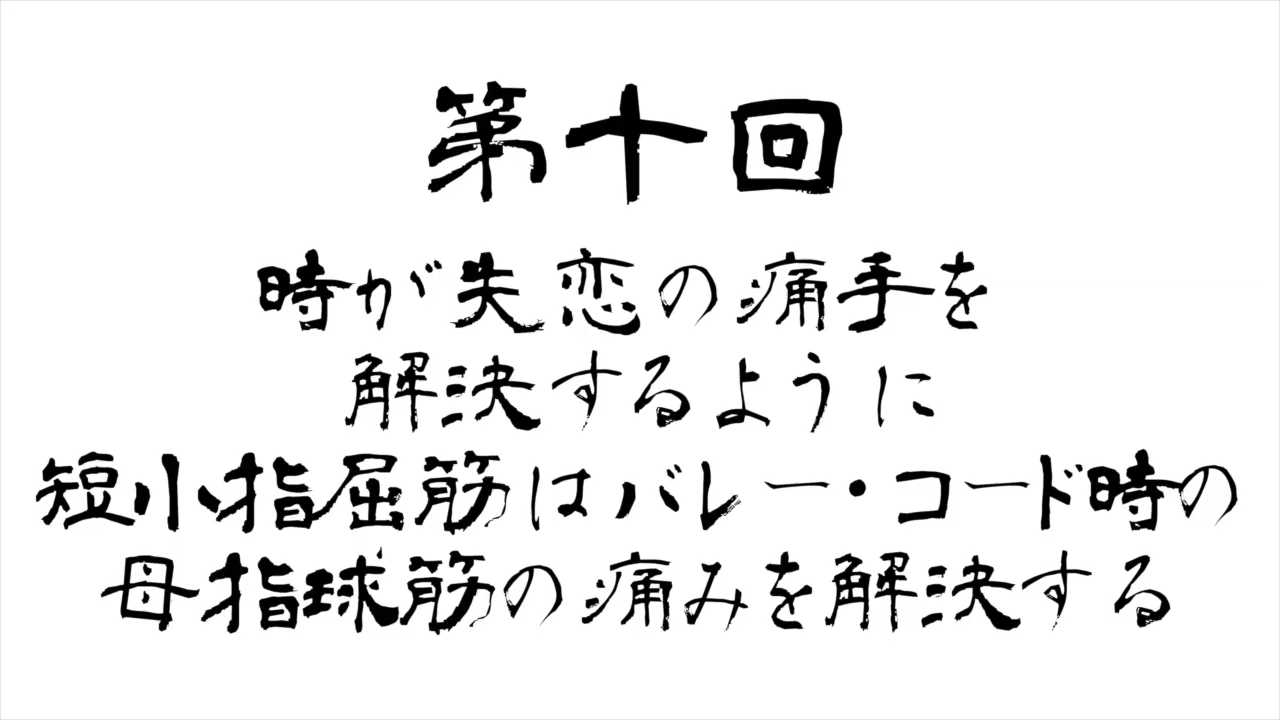 第十回
時が失恋の痛手を
解決するように
短小指屈筋はバレー・コード時の
母指球筋の痛みを解決する